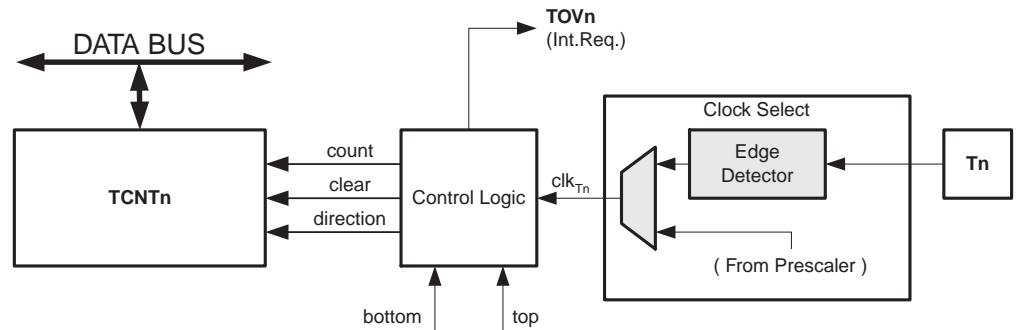 TOVn
(Int.Req.)
DATA BUS
Clock Select
count
Edge
Detector
Tn
TCNTn
clear
Control Logic
clkTn
direction
( From Prescaler )
bottom
top